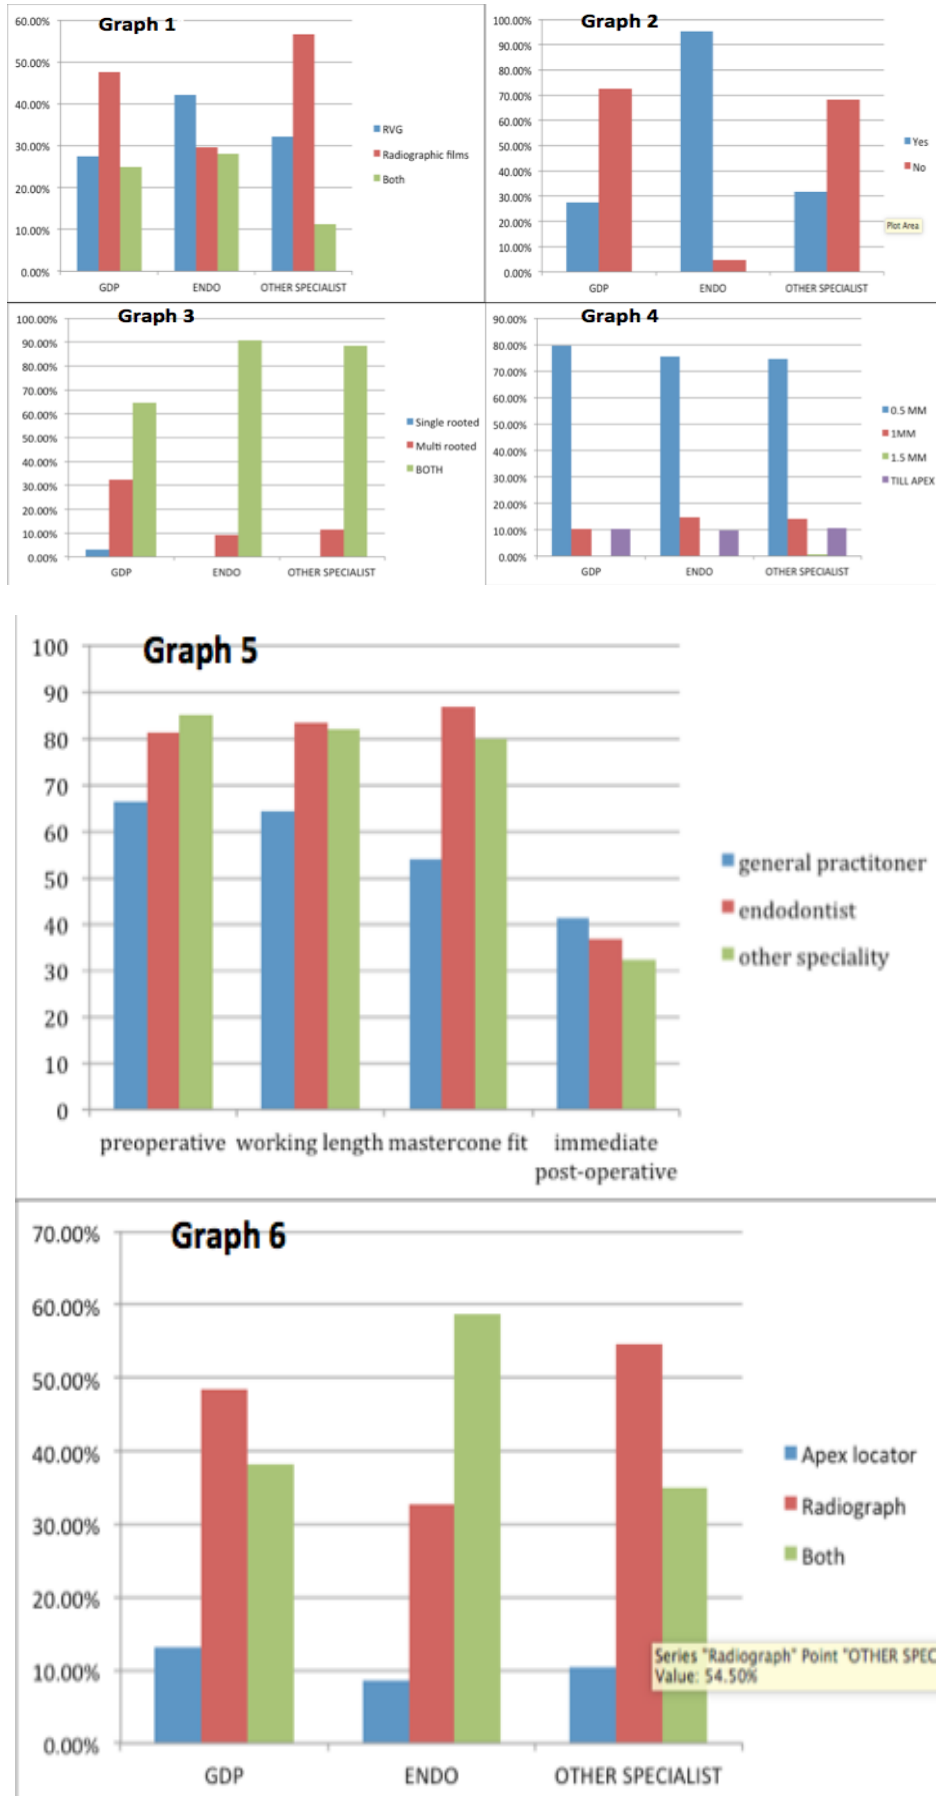 Graph 1
60.00%
50.00%
40.00%
30.00%
20.00%
10.00%
0.00%
GDP ENDO OTHER SPECIALIST
RVG
Radiographic films
Both
Graph 2
100.00%
90.00%
80.00%
70.00%
60.00%
50.00%
40.00%
30.00%
20.00%
10.00%
0.00%
GDP ENDO OTHER SPECIALIST
Yes
No
Plot Area
Graph 3
100.00%
90.00%
80.00%
70.00%
60.00%
50.00%
40.00%
30.00%
20.00%
10.00%
0.00%
GDP ENDO OTHER SPECIALIST
Single rooted
Multi rooted
BOTH
Graph 4
90.00%
80.00%
70.00%
60.00%
50.00%
40.00%
30.00%
20.00%
10.00%
0.00%
GDP ENDO OTHER SPECIALIST
0.5 MM
1MM
1.5 MM
TILL APEX
Graph 5
100
90
80
70
60
50
40
30
20
10
0
preoperative working length mastercone fit immediate
post-operative
general practitoner
endodontist
other speciality
Graph 6
70.00%
60.00%
50.00%
40.00%
30.00%
20.00%
10.00%
0.00%
GDP ENDO OTHER SPECIALIST
Apex locator
Radiograph
Both
Series "Radiograph" Point "OTHER SPEC
Value: 54.50%